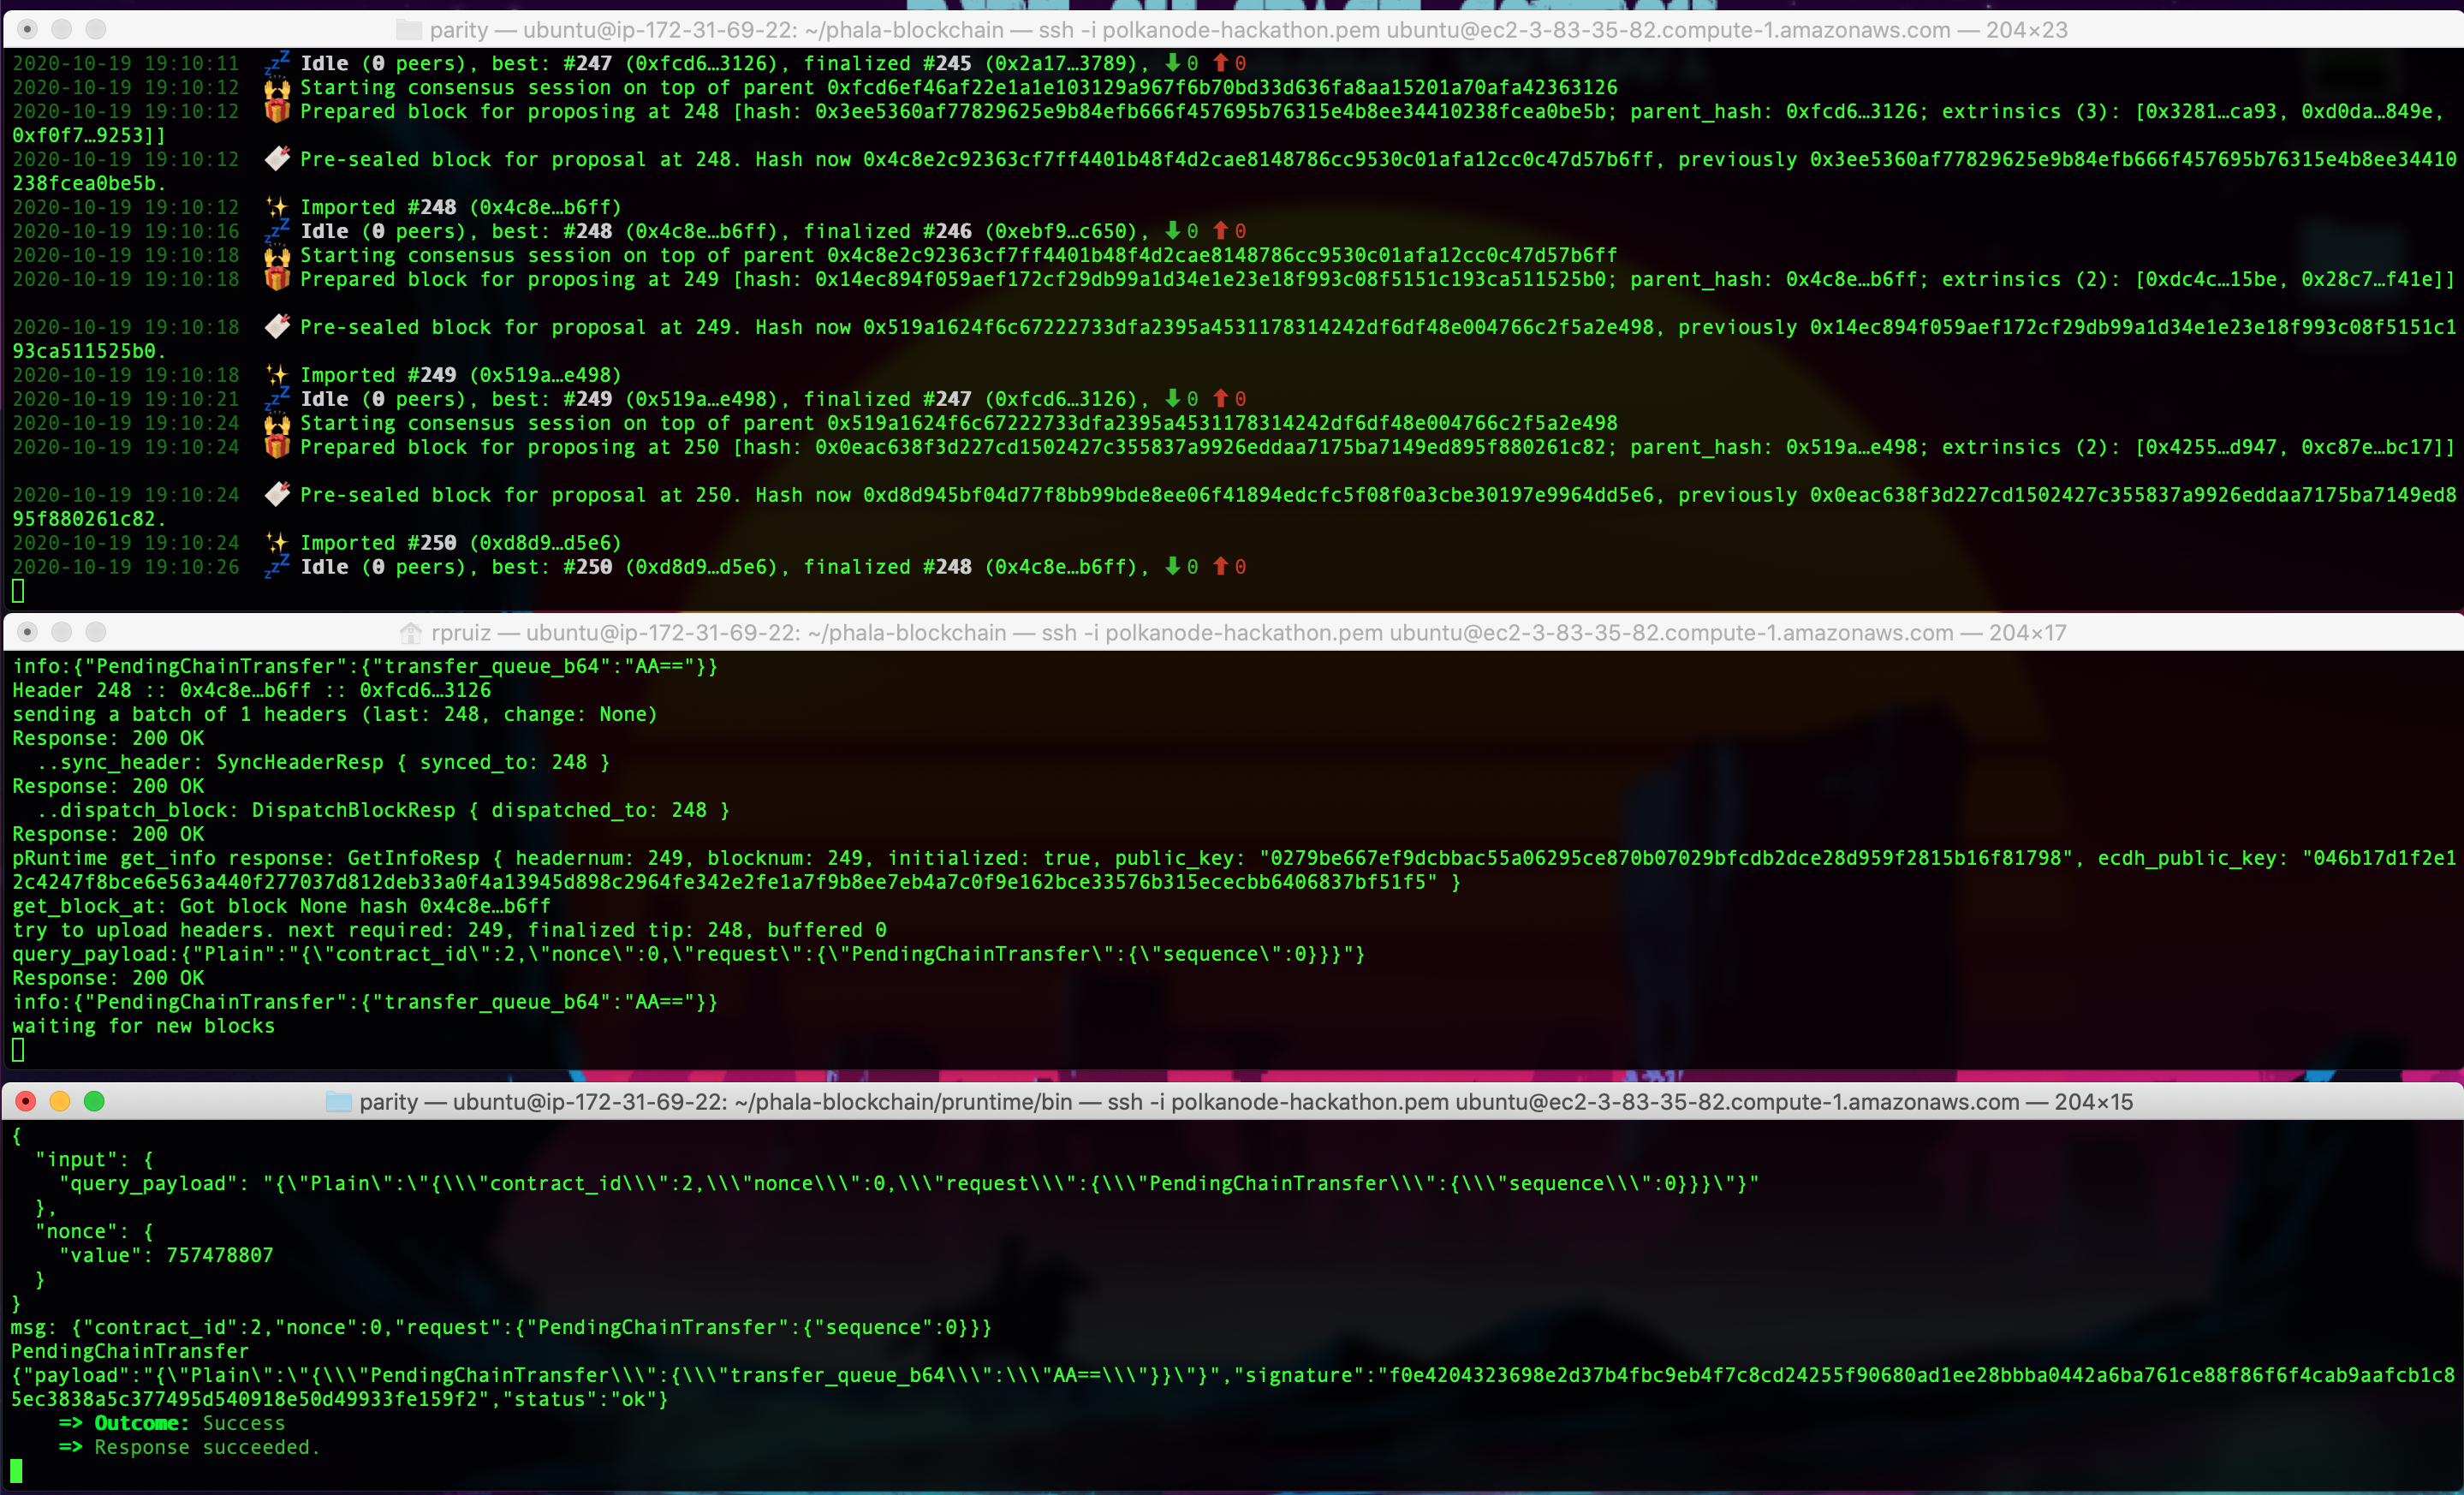 parity — ubuntu@ip-172-31-69-22: ~/phala-blockchain — ssh -i polkanode-hackathon.pem ubuntu@ec2-3-83-35-82.compute-1.amazonaws.com — 204×23
2020-10-19 19:10:11 💤 Idle (0 peers), best: #247 (0xfcd6…3126), finalized #245 (0x2a17…3789), ⬇ 0 ⬆ 0
2020-10-19 19:10:12 🙌 Starting consensus session on top of parent 0xfcd6ef46af22e1a1e103129a967f6b70bd33d636fa8aa15201a70afa42363126
2020-10-19 19:10:12 🎁 Prepared block for proposing at 248 [hash: 0x3ee5360af77829625e9b84efb666f457695b76315e4b8ee34410238fcea0be5b; parent_hash: 0xfcd6…3126; extrinsics (3): [0x3281…ca93, 0xd0da…849e,
0xf0f7…9253]]
2020-10-19 19:10:12 🔖 Pre-sealed block for proposal at 248. Hash now 0x4c8e2c92363cf7ff4401b48f4d2cae8148786cc9530c01afa12cc0c47d57b6ff, previously 0x3ee5360af77829625e9b84efb666f457695b76315e4b8ee34410
238fcea0be5b.
2020-10-19 19:10:12 ✨ Imported #248 (0x4c8e…b6ff)
2020-10-19 19:10:16 💤 Idle (0 peers), best: #248 (0x4c8e…b6ff), finalized #246 (0xebf9…c650), ⬇ 0 ⬆ 0
2020-10-19 19:10:18 🙌 Starting consensus session on top of parent 0x4c8e2c92363cf7ff4401b48f4d2cae8148786cc9530c01afa12cc0c47d57b6ff
2020-10-19 19:10:18 🎁 Prepared block for proposing at 249 [hash: 0x14ec894f059aef172cf29db99a1d34e1e23e18f993c08f5151c193ca511525b0; parent_hash: 0x4c8e…b6ff; extrinsics (2): [0xdc4c…15be, 0x28c7…f41e]]
2020-10-19 19:10:18 🔖 Pre-sealed block for proposal at 249. Hash now 0x519a1624f6c67222733dfa2395a4531178314242df6df48e004766c2f5a2e498, previously 0x14ec894f059aef172cf29db99a1d34e1e23e18f993c08f5151c1
93ca511525b0.
2020-10-19 19:10:18 ✨ Imported #249 (0x519a…e498)
2020-10-19 19:10:21 💤 Idle (0 peers), best: #249 (0x519a…e498), finalized #247 (0xfcd6…3126), ⬇ 0 ⬆ 0
2020-10-19 19:10:24 🙌 Starting consensus session on top of parent 0x519a1624f6c67222733dfa2395a4531178314242df6df48e004766c2f5a2e498
2020-10-19 19:10:24 🎁 Prepared block for proposing at 250 [hash: 0x0eac638f3d227cd1502427c355837a9926eddaa7175ba7149ed895f880261c82; parent_hash: 0x519a…e498; extrinsics (2): [0x4255…d947, 0xc87e…bc17]]
2020-10-19 19:10:24 🔖 Pre-sealed block for proposal at 250. Hash now 0xd8d945bf04d77f8bb99bde8ee06f41894edcfc5f08f0a3cbe30197e9964dd5e6, previously 0x0eac638f3d227cd1502427c355837a9926eddaa7175ba7149ed8
95f880261c82.
2020-10-19 19:10:24 ✨ Imported #250 (0xd8d9…d5e6)
2020-10-19 19:10:26 💤 Idle (0 peers), best: #250 (0xd8d9…d5e6), finalized #248 (0x4c8e…b6ff), ⬇ 0 ⬆ 0
rpruiz — ubuntu@ip-172-31-69-22: ~/phala-blockchain — ssh -i polkanode-hackathon.pem ubuntu@ec2-3-83-35-82.compute-1.amazonaws.com — 204×17
info:{"PendingChainTransfer":{"transfer_queue_b64":"AA=="}}
Header 248 :: 0x4c8e…b6ff :: 0xfcd6…3126
sending a batch of 1 headers (last: 248, change: None)
Response: 200 OK
  ..sync_header: SyncHeaderResp { synced_to: 248 }
Response: 200 OK
  ..dispatch_block: DispatchBlockResp { dispatched_to: 248 }
Response: 200 OK
pRuntime get_info response: GetInfoResp { headernum: 249, blocknum: 249, initialized: true, public_key: "0279be667ef9dcbbac55a06295ce870b07029bfcdb2dce28d959f2815b16f81798", ecdh_public_key: "046b17d1f2e1
2c4247f8bce6e563a440f277037d812deb33a0f4a13945d898c2964fe342e2fe1a7f9b8ee7eb4a7c0f9e162bce33576b315ececbb6406837bf51f5" }
get_block_at: Got block None hash 0x4c8e…b6ff
try to upload headers. next required: 249, finalized tip: 248, buffered 0
query_payload:{"Plain":"{\"contract_id\":2,\"nonce\":0,\"request\":{\"PendingChainTransfer\":{\"sequence\":0}}}"}
Response: 200 OK
info:{"PendingChainTransfer":{"transfer_queue_b64":"AA=="}}
waiting for new blocks
parity — ubuntu@ip-172-31-69-22: ~/phala-blockchain/pruntime/bin — ssh -i polkanode-hackathon.pem ubuntu@ec2-3-83-35-82.compute-1.amazonaws.com — 204×15
{
  "input": {
    "query_payload": "{\"Plain\":\"{\\\"contract_id\\\":2,\\\"nonce\\\":0,\\\"request\\\":{\\\"PendingChainTransfer\\\":{\\\"sequence\\\":0}}}\"}"
  },
  "nonce": {
    "value": 757478807
  }
}
msg: {"contract_id":2,"nonce":0,"request":{"PendingChainTransfer":{"sequence":0}}}
PendingChainTransfer
{"payload":"{\"Plain\":\"{\\\"PendingChainTransfer\\\":{\\\"transfer_queue_b64\\\":\\\"AA==\\\"}}\"}","signature":"f0e4204323698e2d37b4fbc9eb4f7c8cd24255f90680ad1ee28bbba0442a6ba761ce88f86f6f4cab9aafcb1c8
5ec3838a5c377495d540918e50d49933fe159f2","status":"ok"}
    => Outcome: Success
    => Response succeeded.